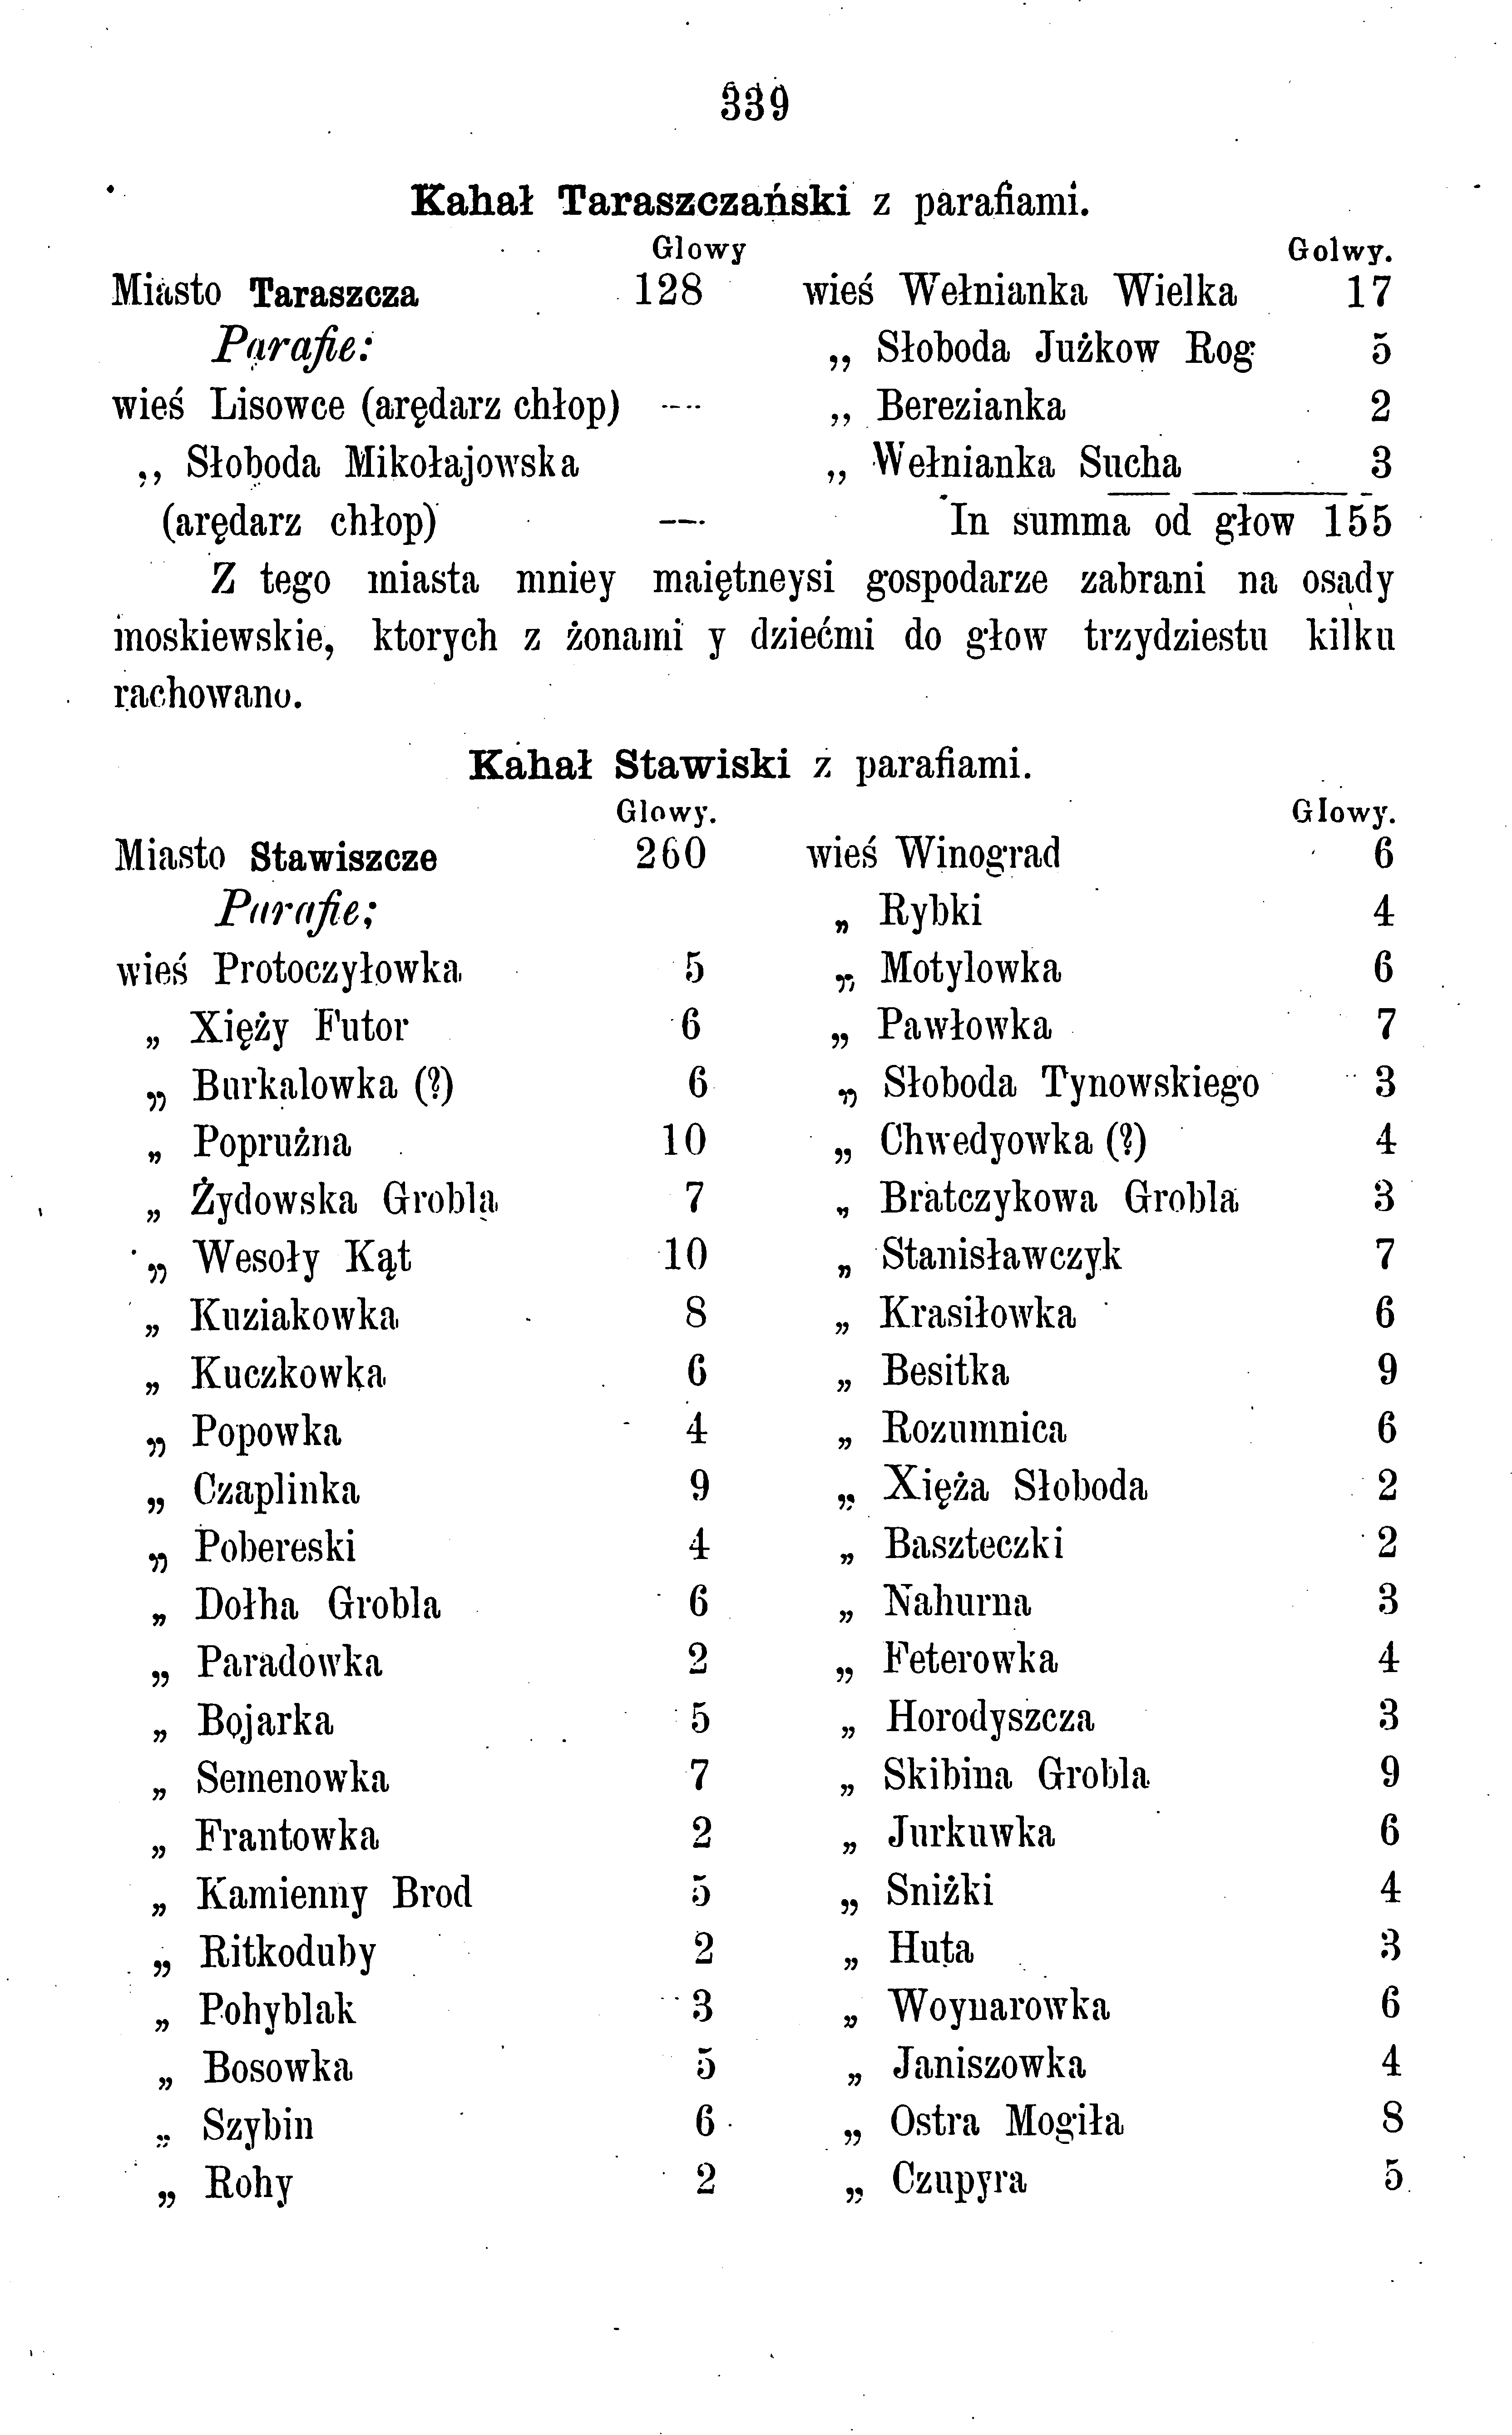 339
Kahał Taraszczański z parafiami.
Glowy
Miasto Taraszcza 128
Parafie:
wieś Lisowce (arędarz chłop) —
„ Słoboda Mikołajowska
(arędarz chłop) —
Golwy.
wieś Wełnianka Wielka 17
„ Słoboda Jużkow Rog 5
„ Berezianka 2
„ Wełnianka Sucha 3
In summa od głow 155
Z tego miasta mniey maiętneysi gospodarze zabrani na osady
moskiewskie, ktorych z żonami y dziećmi do głow trzydziestu kilku
rachowano.
Kahał Stawiski z parafiami.
Glowy.
Miasto Stawiszcze 260
Parafie:
wieś Protoczyłowka 5
„ Xięży Futor 6
„ Burkalowka (?) 6
„ Poprużna 10
„ Żydowska Grobla 7
„ Wesoły Kąt 10
„ Kuziakowka 8
„ Kuczkowka 6
„ Popowka 4
„ Czaplinka 9
„ Pobereski 4
„ Dołha Grobla 6
„ Paradowka 2
„ Bojarka 5
„ Semenowka 7
„ Frantowka 2
„ Kamienny Brod 5
„ Ritkoduby 2
„ Pohyblak 3
„ Bosowka 5
„ Szybin 6
„ Rohy 2
Glowy.
wieś Winograd 6
„ Rybki 4
„ Motylowka 6
„ Pawłowka 7
„ Słoboda Tynowskiego 3
„ Chwedyowka (?) 4
„ Bratczykowa Grobla 3
„ Stanisławczyk 7
„ Krasiłowka 6
„ Besitka 9
„ Rozumnica 6
„ Xięża Słoboda 2
„ Baszteczki 2
„ Nahurna 3
„ Feterowka 4
„ Horodyszcza 3
„ Skibina Grobla 9
„ Jurkuwka 6
„ Sniżki 4
„ Huta 3
„ Woynarowka 6
„ Janiszowka 4
„ Ostra Mogiła 8
„ Czupyra 5